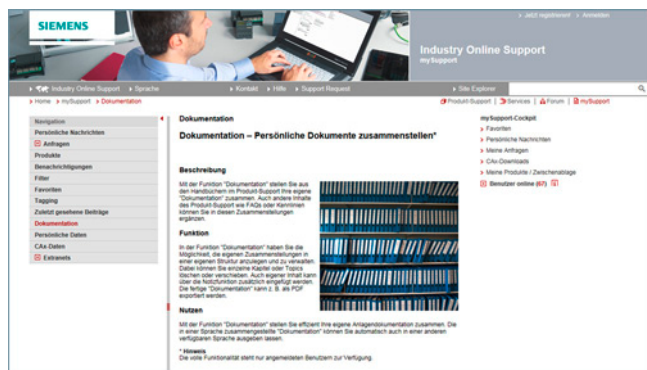 SIEMENS
› Jetzt registrieren! › Anmelden
Industry Online Support
mySupport
› Industry Online Support › Sprache › Kontakt › Hilfe › Support Request › Site Explorer
› Home › mySupport › Dokumentation
Produkt-Support | Services | Forum | mySupport
Navigation
Persönliche Nachrichten
Anfragen
Produkte
Benachrichtigungen
Filter
Favoriten
Tagging
Zuletzt gesehene Beiträge
Dokumentation
Persönliche Daten
CAx-Daten
Extranets
Dokumentation
Dokumentation – Persönliche Dokumente zusammenstellen*
Beschreibung
Mit der Funktion "Dokumentation" stellen Sie aus
den Handbüchern im Produkt-Support Ihre eigene
"Dokumentation" zusammen. Auch andere Inhalte
des Produkt-Support wie FAQs oder Kennlinien
können Sie in diesen Zusammenstellungen
ergänzen.
Funktion
In der Funktion "Dokumentation" haben Sie die
Möglichkeit, die eigenen Zusammenstellungen in
einer eigenen Struktur anzulegen und zu verwalten.
Dabei können Sie einzelne Kapitel oder Topics
löschen oder verschieben. Auch eigener Inhalt kann
über die Notizfunktion zusätzlich eingefügt werden.
Die fertige "Dokumentation" kann z. B. als PDF
exportiert werden.
Nutzen
Mit der Funktion "Dokumentation" stellen Sie effizient Ihre eigene Anlagendokumentation zusammen. Die
in einer Sprache zusammengestellte "Dokumentation" können Sie automatisch auch in einer anderen
verfügbaren Sprache ausgeben lassen.
* Hinweis
Die volle Funktionalität steht nur angemeldeten Benutzern zur Verfügung.
mySupport-Cockpit
› Favoriten
› Persönliche Nachrichten
› Meine Anfragen
› CAx-Downloads
› Meine Produkte / Zwischenablage
Benutzer online (67)